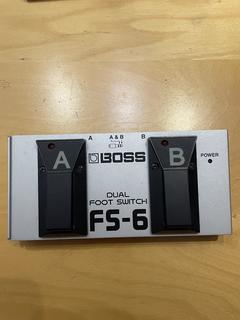 A A & B B
A BOSS B
POWER
DUAL
FOOT SWITCH
FS-6